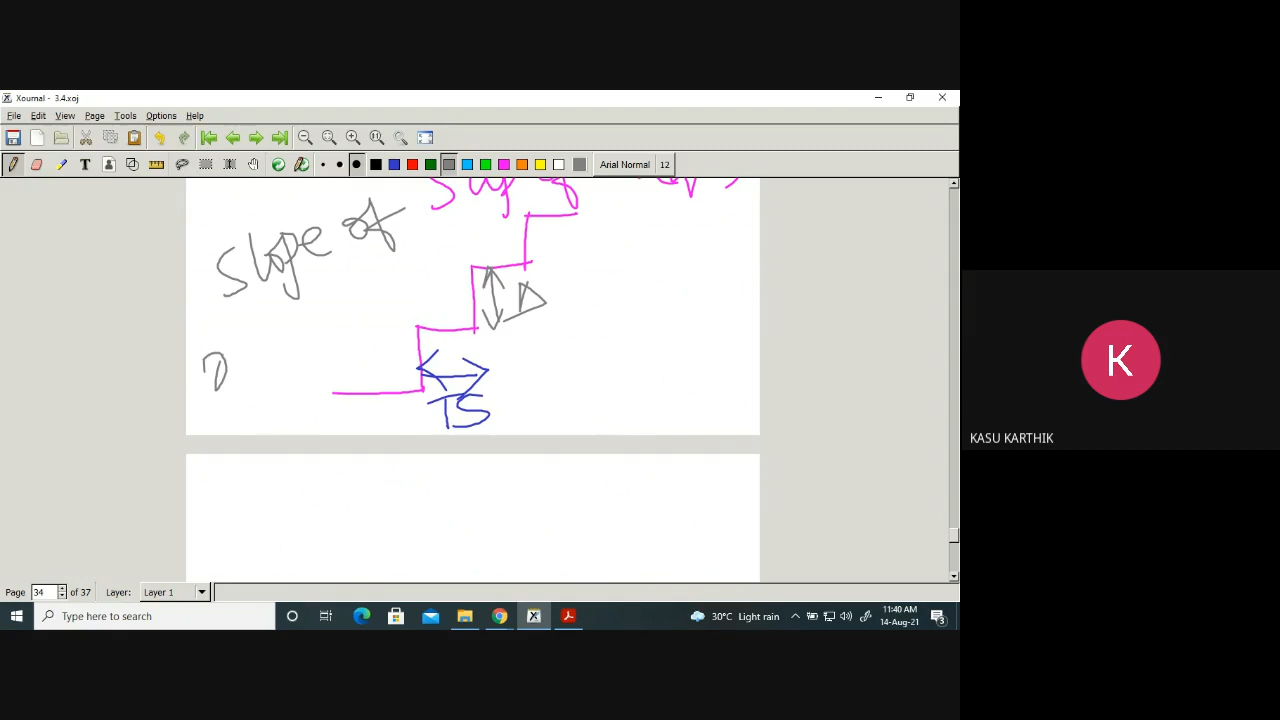 Xournal - 3.4.xoj
File Edit View Page Tools Options Help
Arial Normal 12
slope of
Δ
TS
KASU KARTHIK
K
Page 34 of 37 Layer: Layer 1
Type here to search
30°C Light rain
11:40 AM
14-Aug-21
3